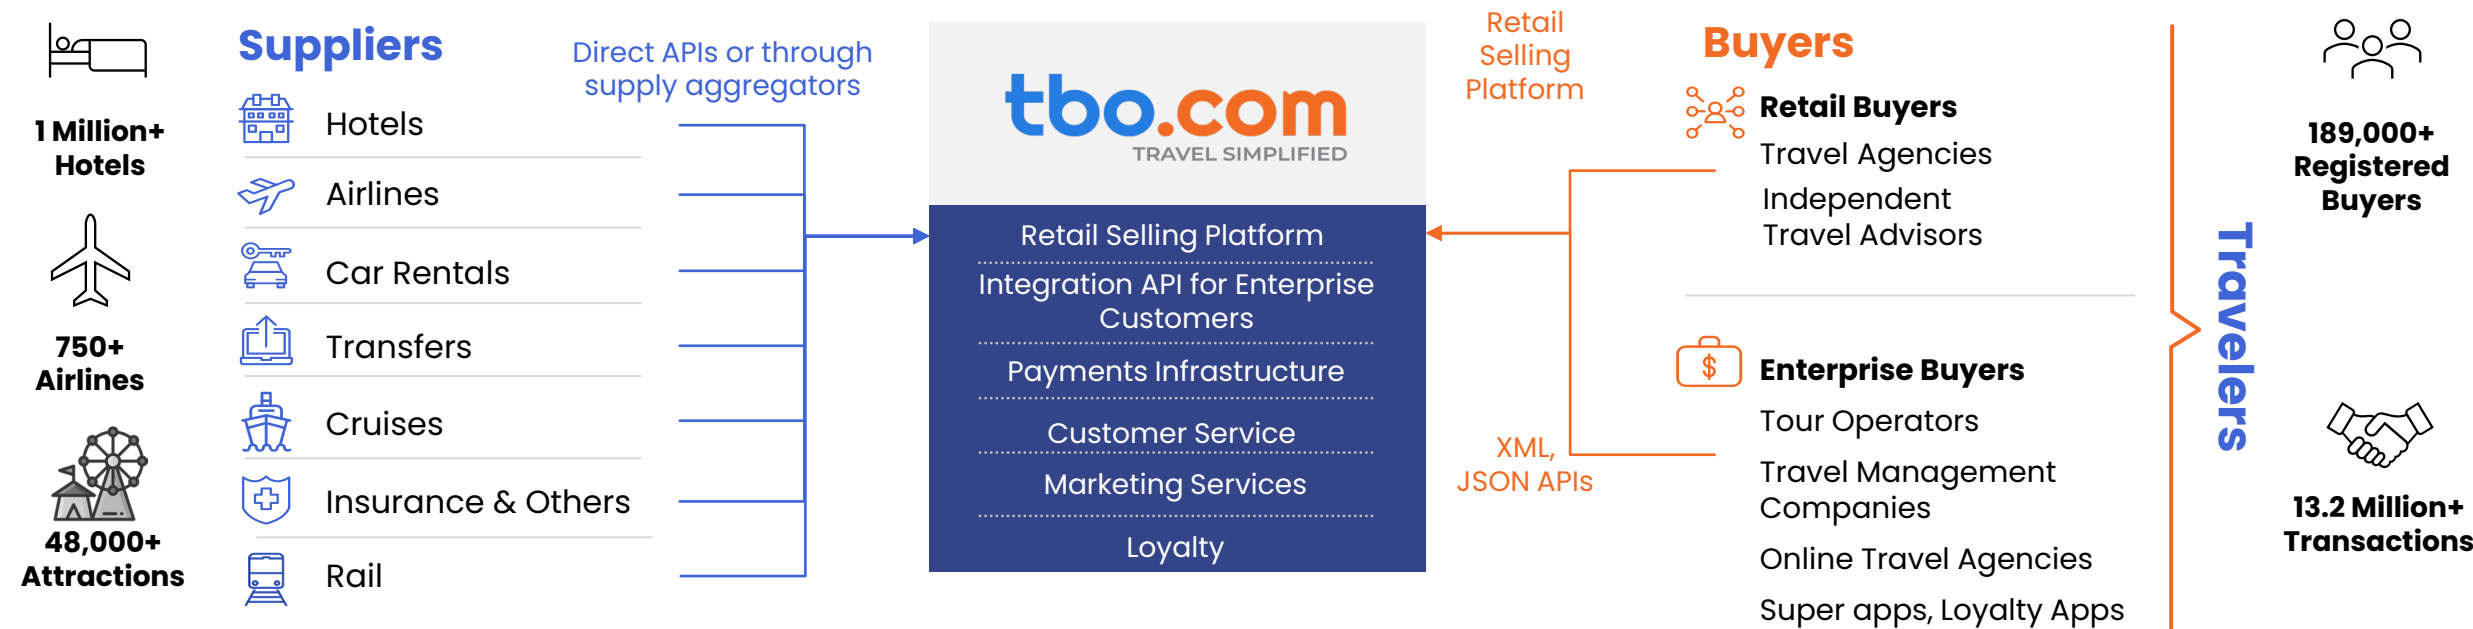 1 Million+
Hotels
750+
Airlines
48,000+
Attractions
Suppliers
Hotels
Airlines
Car Rentals
Transfers
Cruises
Insurance & Others
Rail
Direct APIs or through
supply aggregators
tbo.com
TRAVEL SIMPLIFIED
Retail Selling Platform
Integration API for Enterprise
Customers
Payments Infrastructure
Customer Service
Marketing Services
Loyalty
Retail
Selling
Platform
XML,
JSON APIs
Buyers
Retail Buyers
Travel Agencies
Independent
Travel Advisors
$
Enterprise Buyers
Tour Operators
Travel Management
Companies
Online Travel Agencies
Super apps, Loyalty Apps
Travelers
189,000+
Registered
Buyers
13.2 Million+
Transactions